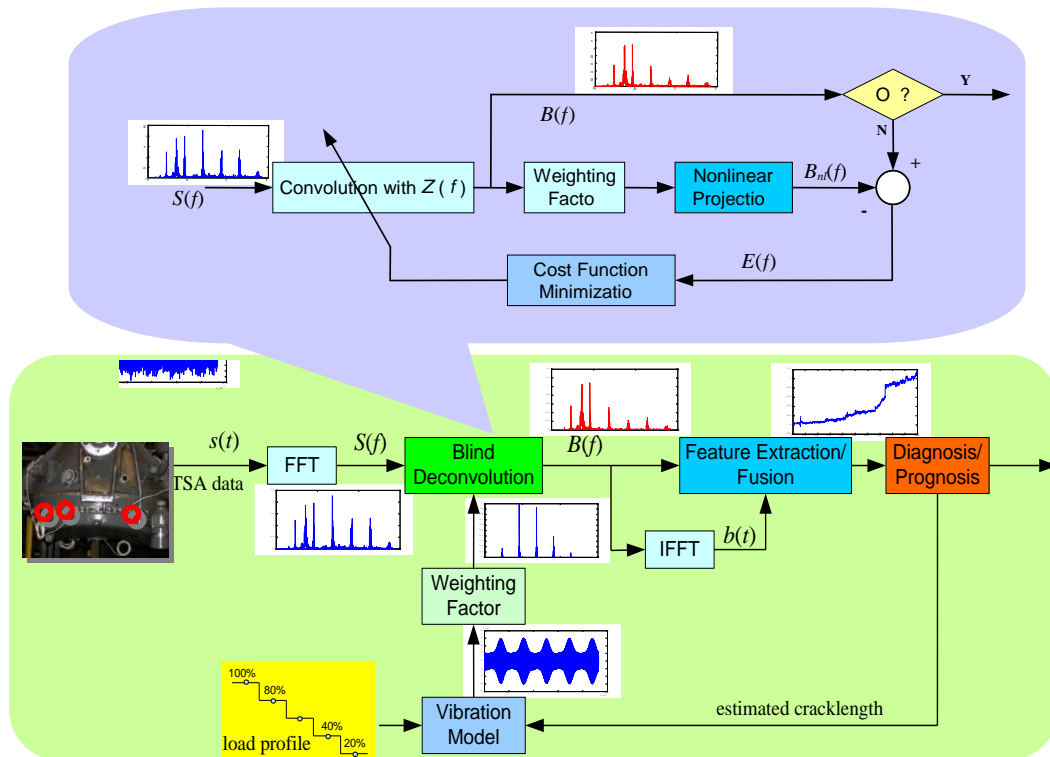 B(f)
O ?
Y
N
+
S(f)
Convolution with Z(f)
Weighting
Facto
Nonlinear
Projectio
Bnl(f)
-
Cost Function
Minimizatio
E(f)
s(t)
TSA data
FFT
S(f)
Blind
Deconvolution
B(f)
Feature Extraction/
Fusion
Diagnosis/
Prognosis
IFFT
b(t)
Weighting
Factor
100%
80%
40%
20%
load profile
Vibration
Model
estimated cracklength